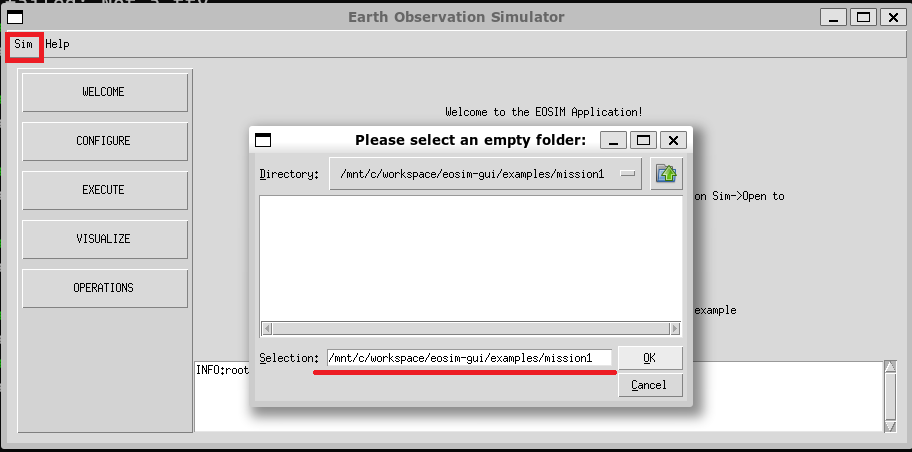 Earth Observation Simulator
Sim Help
WELCOME
CONFIGURE
EXECUTE
VISUALIZE
OPERATIONS
Welcome to the EOSIM Application!
Please select an empty folder:
Directory: /mnt/c/workspace/eosim-gui/examples/mission1
on Sim->Open to
example
Selection: /mnt/c/workspace/eosim-gui/examples/mission1
OK
Cancel
INFO:root